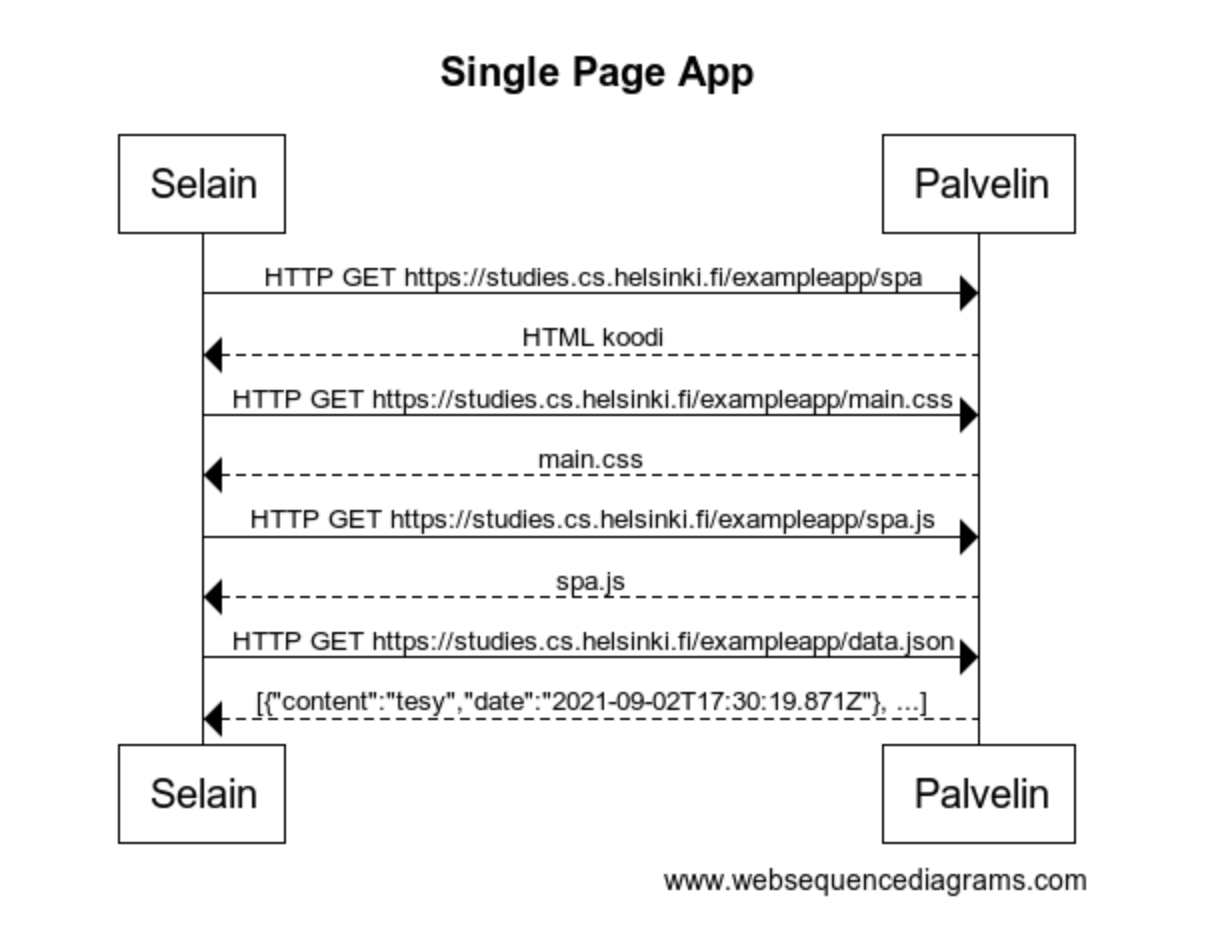 Single Page App
Selain
Palvelin
HTTP GET https://studies.cs.helsinki.fi/exampleapp/spa
HTML koodi
HTTP GET https://studies.cs.helsinki.fi/exampleapp/main.css
main.css
HTTP GET https://studies.cs.helsinki.fi/exampleapp/spa.js
spa.js
HTTP GET https://studies.cs.helsinki.fi/exampleapp/data.json
[{"content":"tesy","date":"2021-09-02T17:30:19.871Z"}, ...]
Selain
Palvelin
www.websequencediagrams.com